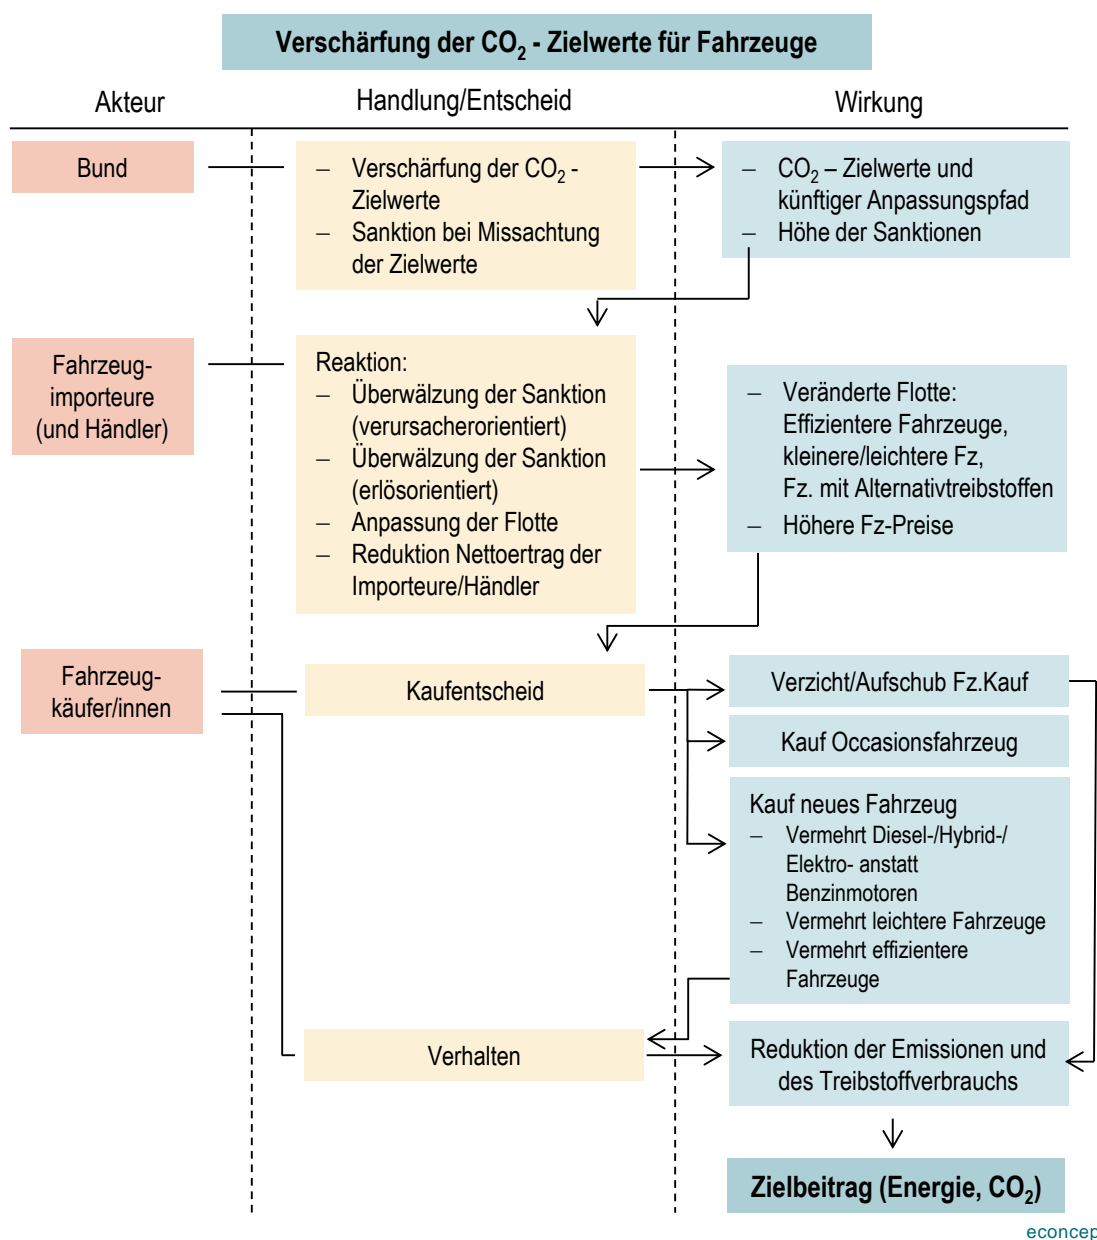 Verschärfung der CO₂ - Zielwerte für Fahrzeuge
Akteur
Handlung/Entscheid
Wirkung
Bund
– Verschärfung der CO₂ -
Zielwerte
– Sanktion bei Missachtung
der Zielwerte
– CO₂ – Zielwerte und
künftiger Anpassungspfad
– Höhe der Sanktionen
Fahrzeug-
importeure
(und Händler)
Reaktion:
– Überwälzung der Sanktion
(verursacherorientiert)
– Überwälzung der Sanktion
(erlösorientiert)
– Anpassung der Flotte
– Reduktion Nettoertrag der
Importeure/Händler
– Veränderte Flotte:
Effizientere Fahrzeuge,
kleinere/leichtere Fz,
Fz. mit Alternativtreibstoffen
– Höhere Fz-Preise
Fahrzeug-
käufer/innen
Kaufentscheid
Verzicht/Aufschub Fz.Kauf
Kauf Occasionsfahrzeug
Kauf neues Fahrzeug
– Vermehrt Diesel-/Hybrid-/
Elektro- anstatt
Benzinmotoren
– Vermehrt leichtere Fahrzeuge
– Vermehrt effizientere
Fahrzeuge
Verhalten
Reduktion der Emissionen und
des Treibstoffverbrauchs
Zielbeitrag (Energie, CO₂)
econcep